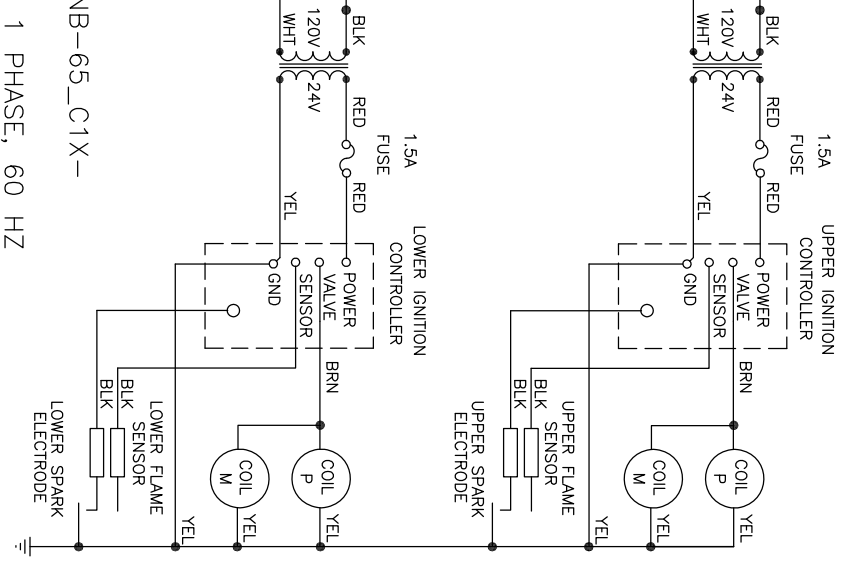 UPPER IGNITION
CONTROLLER
1.5A
FUSE
BLK
RED
RED
POWER
VALVE
SENSOR
GND
BRN
COIL
P
YEL
120V
24V
WHT
YEL
COIL
M
YEL
YEL
UPPER FLAME
SENSOR
BLK
BLK
UPPER SPARK
ELECTRODE
LOWER IGNITION
CONTROLLER
1.5A
FUSE
BLK
RED
RED
POWER
VALVE
SENSOR
GND
BRN
COIL
P
YEL
120V
24V
WHT
YEL
COIL
M
YEL
YEL
LOWER FLAME
SENSOR
BLK
BLK
LOWER SPARK
ELECTRODE
NB-65_C1X-
1 PHASE, 60 HZ